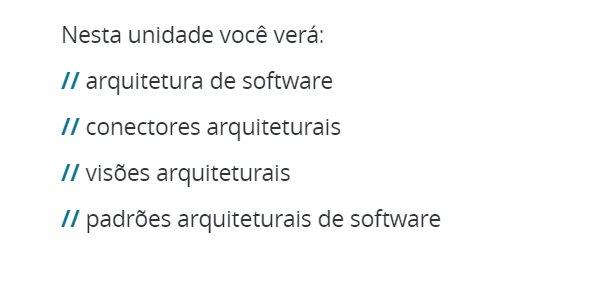 Nesta unidade você verá:
// arquitetura de software
// conectores arquiteturais
// visões arquiteturais
// padrões arquiteturais de software